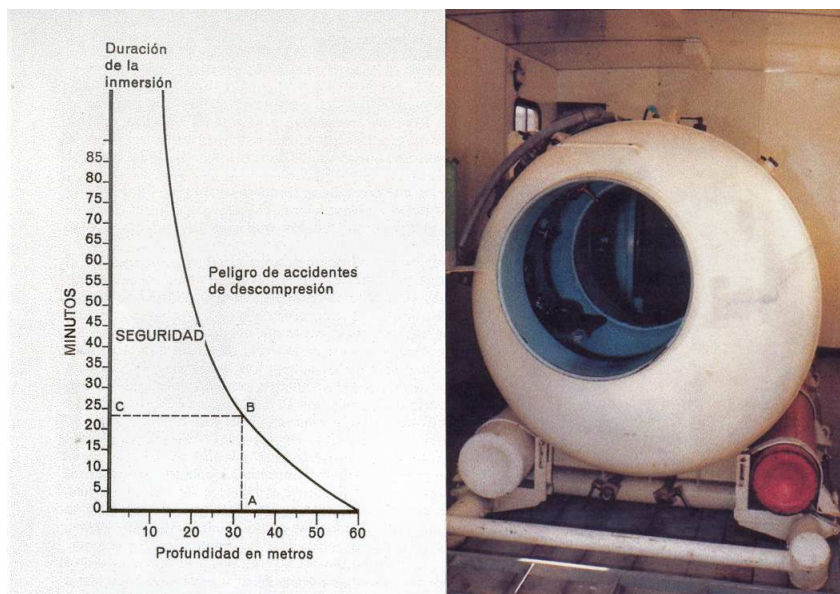 Duración
de la
inmersión
85
80
75
70
65
60
55
50
45
40
35
30
25
20
15
10
5
0
MINUTOS
Peligro de accidentes
de descompresión
SEGURIDAD
C
B
A
10 20 30 40 50 60
Profundidad en metros